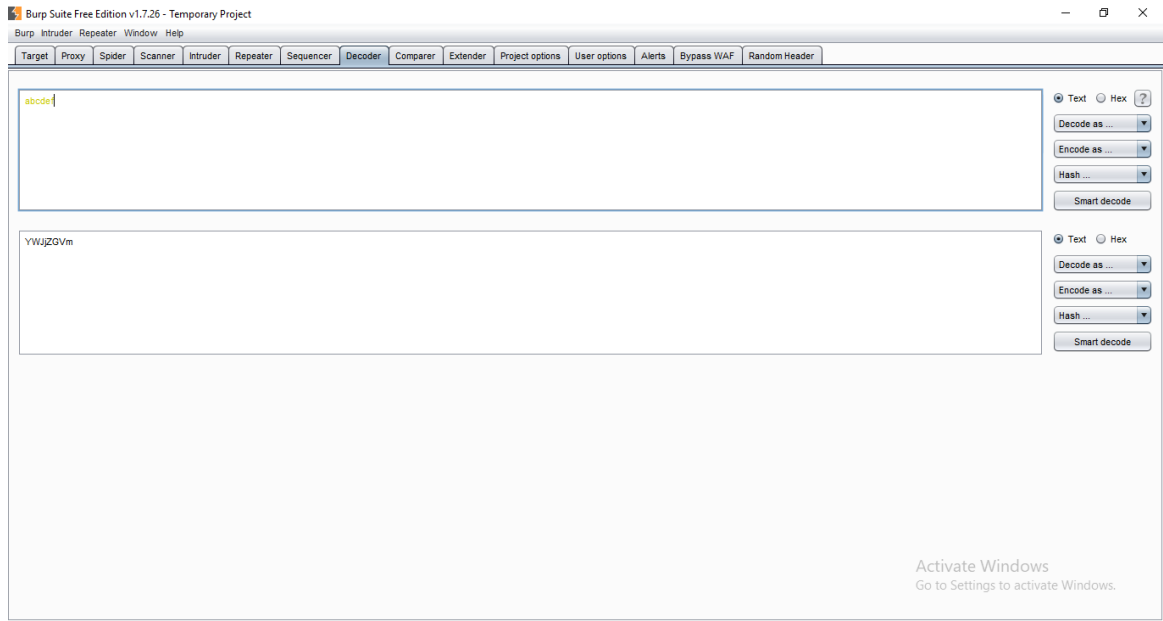 Burp Suite Free Edition v1.7.26 - Temporary Project
Burp Intruder Repeater Window Help
Target Proxy Spider Scanner Intruder Repeater Sequencer Decoder Comparer Extender Project options User options Alerts Bypass WAF Random Header
abcdef
Text Hex ?
Decode as ...
Encode as ...
Hash ...
Smart decode
YWJjZGVm
Text Hex
Decode as ...
Encode as ...
Hash ...
Smart decode
Activate Windows
Go to Settings to activate Windows.